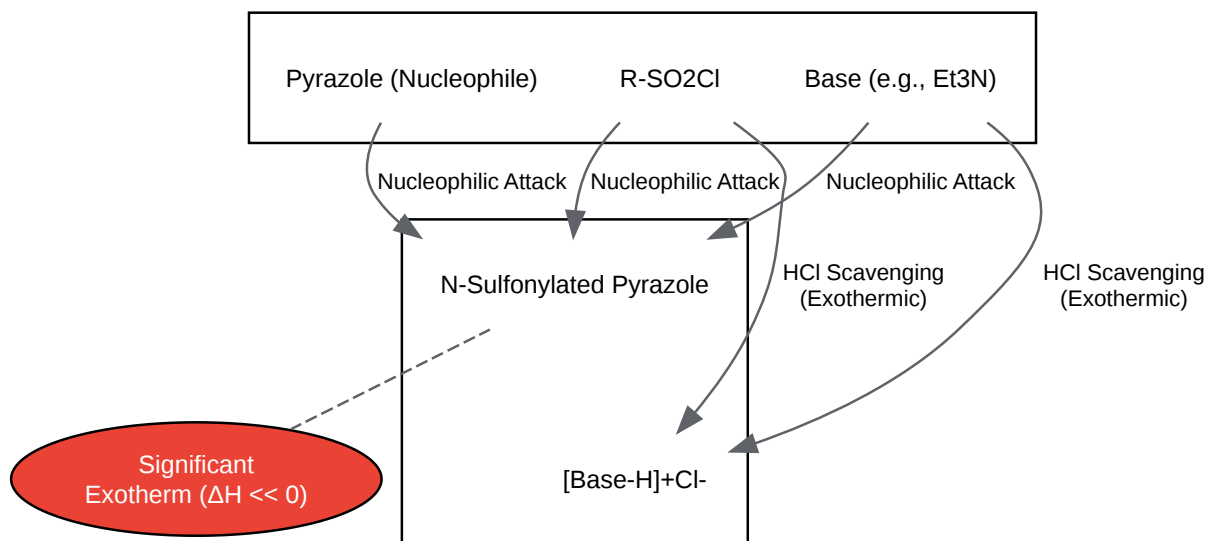 Pyrazole (Nucleophile)
R-SO2Cl
Base (e.g., Et3N)
Nucleophilic Attack
Nucleophilic Attack
Nucleophilic Attack
N-Sulfonylated Pyrazole
HCl Scavenging
(Exothermic)
HCl Scavenging
(Exothermic)
Significant
Exotherm (ΔH << 0)
[Base-H]+Cl-